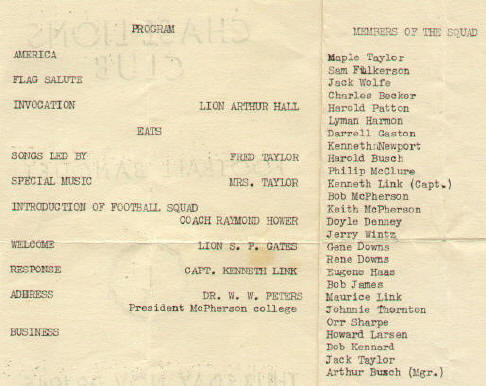 PROGRAM
AMERICA
FLAG SALUTE
INVOCATION LION ARTHUR HALL
EATS
SONGS LED BY FRED TAYLOR
SPECIAL MUSIC MRS. TAYLOR
INTRODUCTION OF FOOTBALL SQUAD
COACH RAYMOND HOWER
WELCOME LION S. P. GATES
RESPONSE CAPT. KENNETH LINK
ADHRESS DR. W. W. PETERS
President McPherson college
BUSINESS
MEMBERS OF THE SQUAD
Maple Taylor
Sam Fulkerson
Jack Wolfe
Charles Becker
Harold Patton
Lyman Harmon
Darrell Gaston
KennethNewport
Harold Busch
Philip McClure
Kenneth Link (Capt.)
Bob McPherson
Keith McPherson
Doyle Denney
Jerry Wintz
Gene Downs
Rene Downs
Eugene Haas
Bob James
Maurice Link
Johnnie Thornton
Orr Sharpe
Howard Larsen
Bob Kennard
Jack Taylor
Arthur Busch (Mgr.)